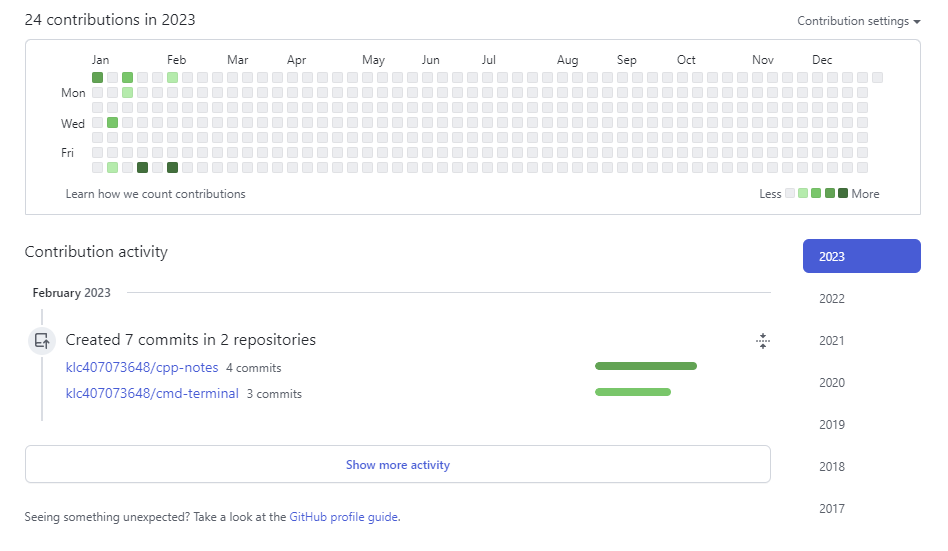 24 contributions in 2023
Contribution settings
Jan Feb Mar Apr May Jun Jul Aug Sep Oct Nov Dec
Mon
Wed
Fri
Learn how we count contributions
Less More
Contribution activity
2023
February 2023
2022
Created 7 commits in 2 repositories
2021
klc407073648/cpp-notes 4 commits
2020
klc407073648/cmd-terminal 3 commits
2019
Show more activity
2018
2017
Seeing something unexpected? Take a look at the GitHub profile guide.